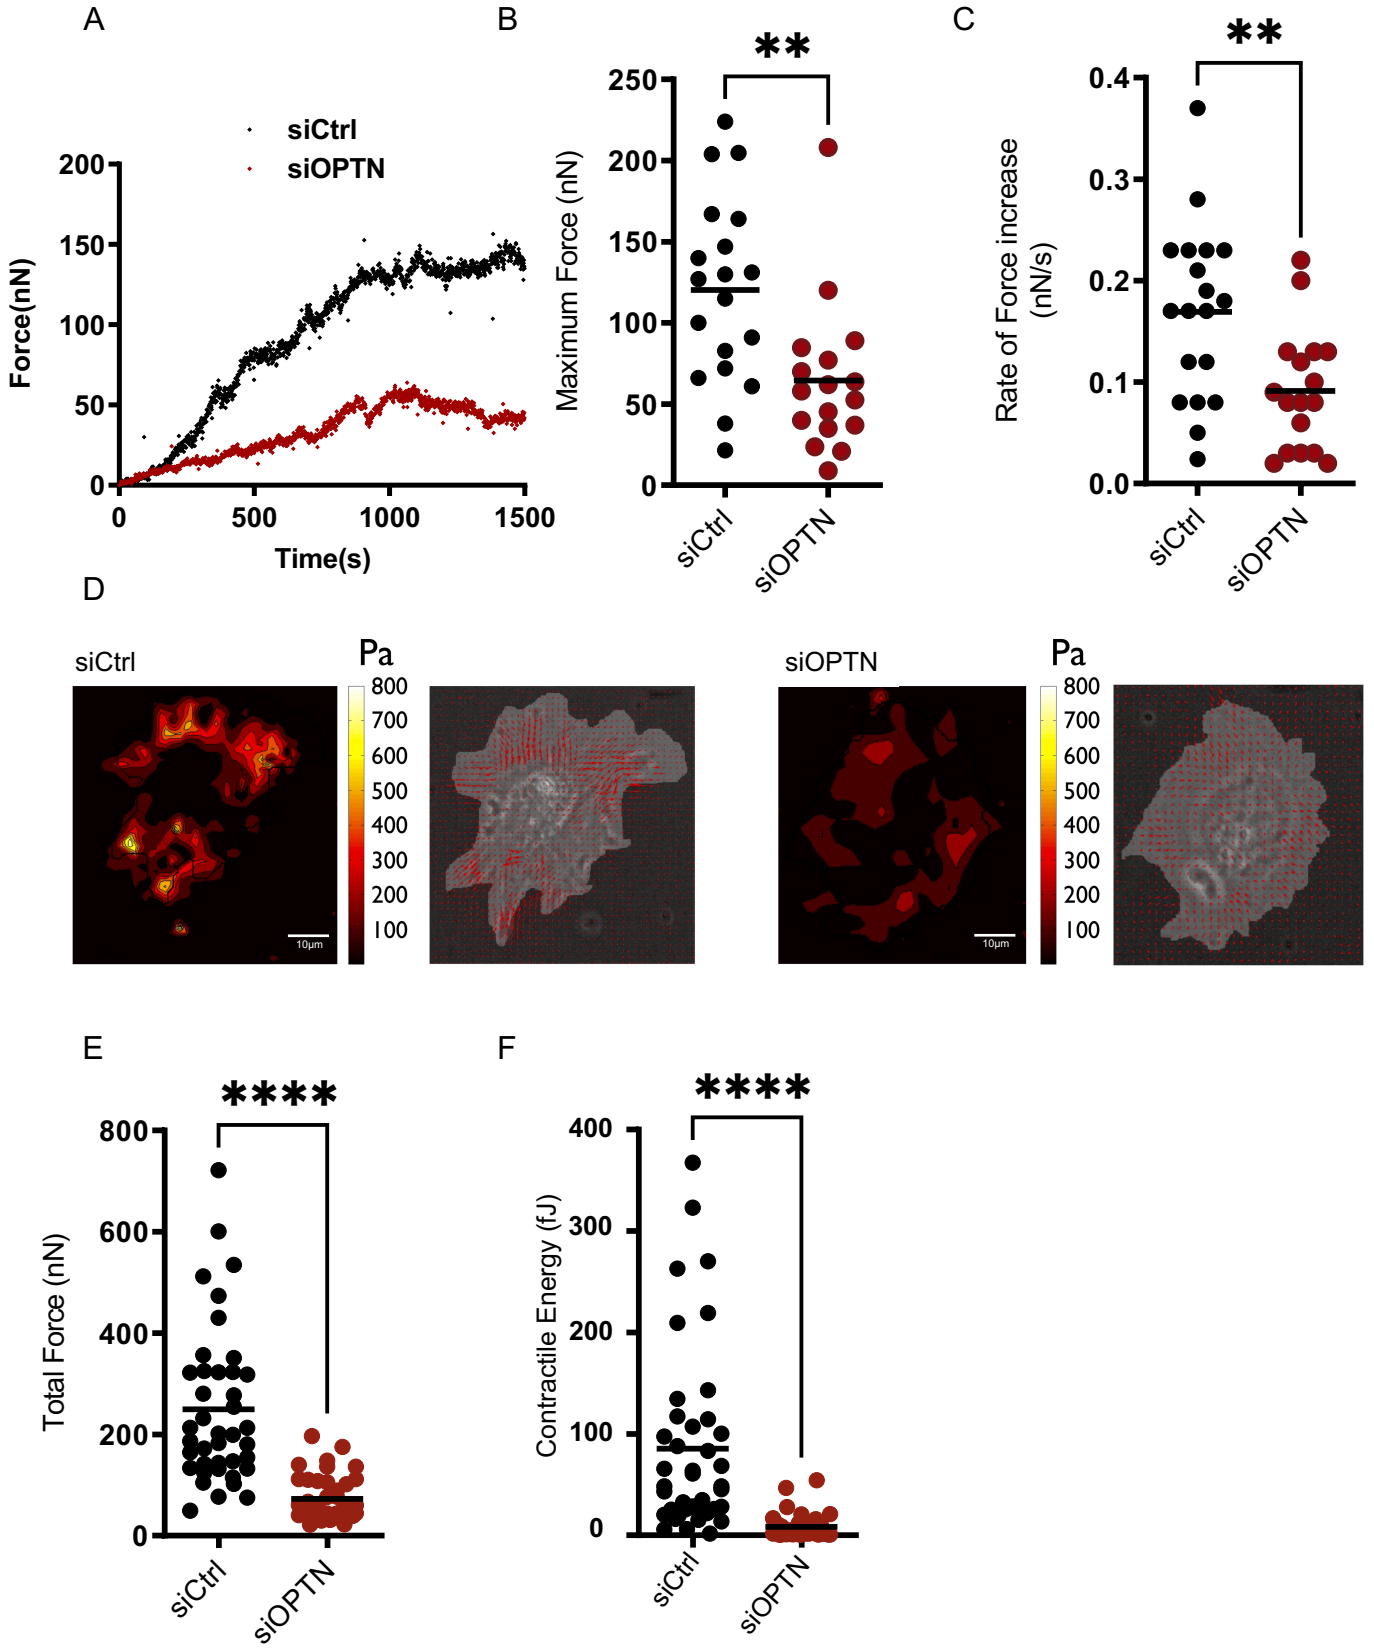 A
B
C
siCtrl
siOPTN
Force(nN)
200
150
100
50
0
0
500
1000
1500
Time(s)
**
Maximum Force (nN)
250
200
150
100
50
0
siCtrl
siOPTN
**
Rate of Force increase
(nN/s)
0.4
0.3
0.2
0.1
0.0
siCtrl
siOPTN
D
siCtrl
Pa
800
700
600
500
400
300
200
100
10µm
siOPTN
Pa
800
700
600
500
400
300
200
100
10µm
E
F
****
Total Force (nN)
800
600
400
200
0
siCtrl
siOPTN
****
Contractile Energy (fJ)
400
300
200
100
0
siCtrl
siOPTN